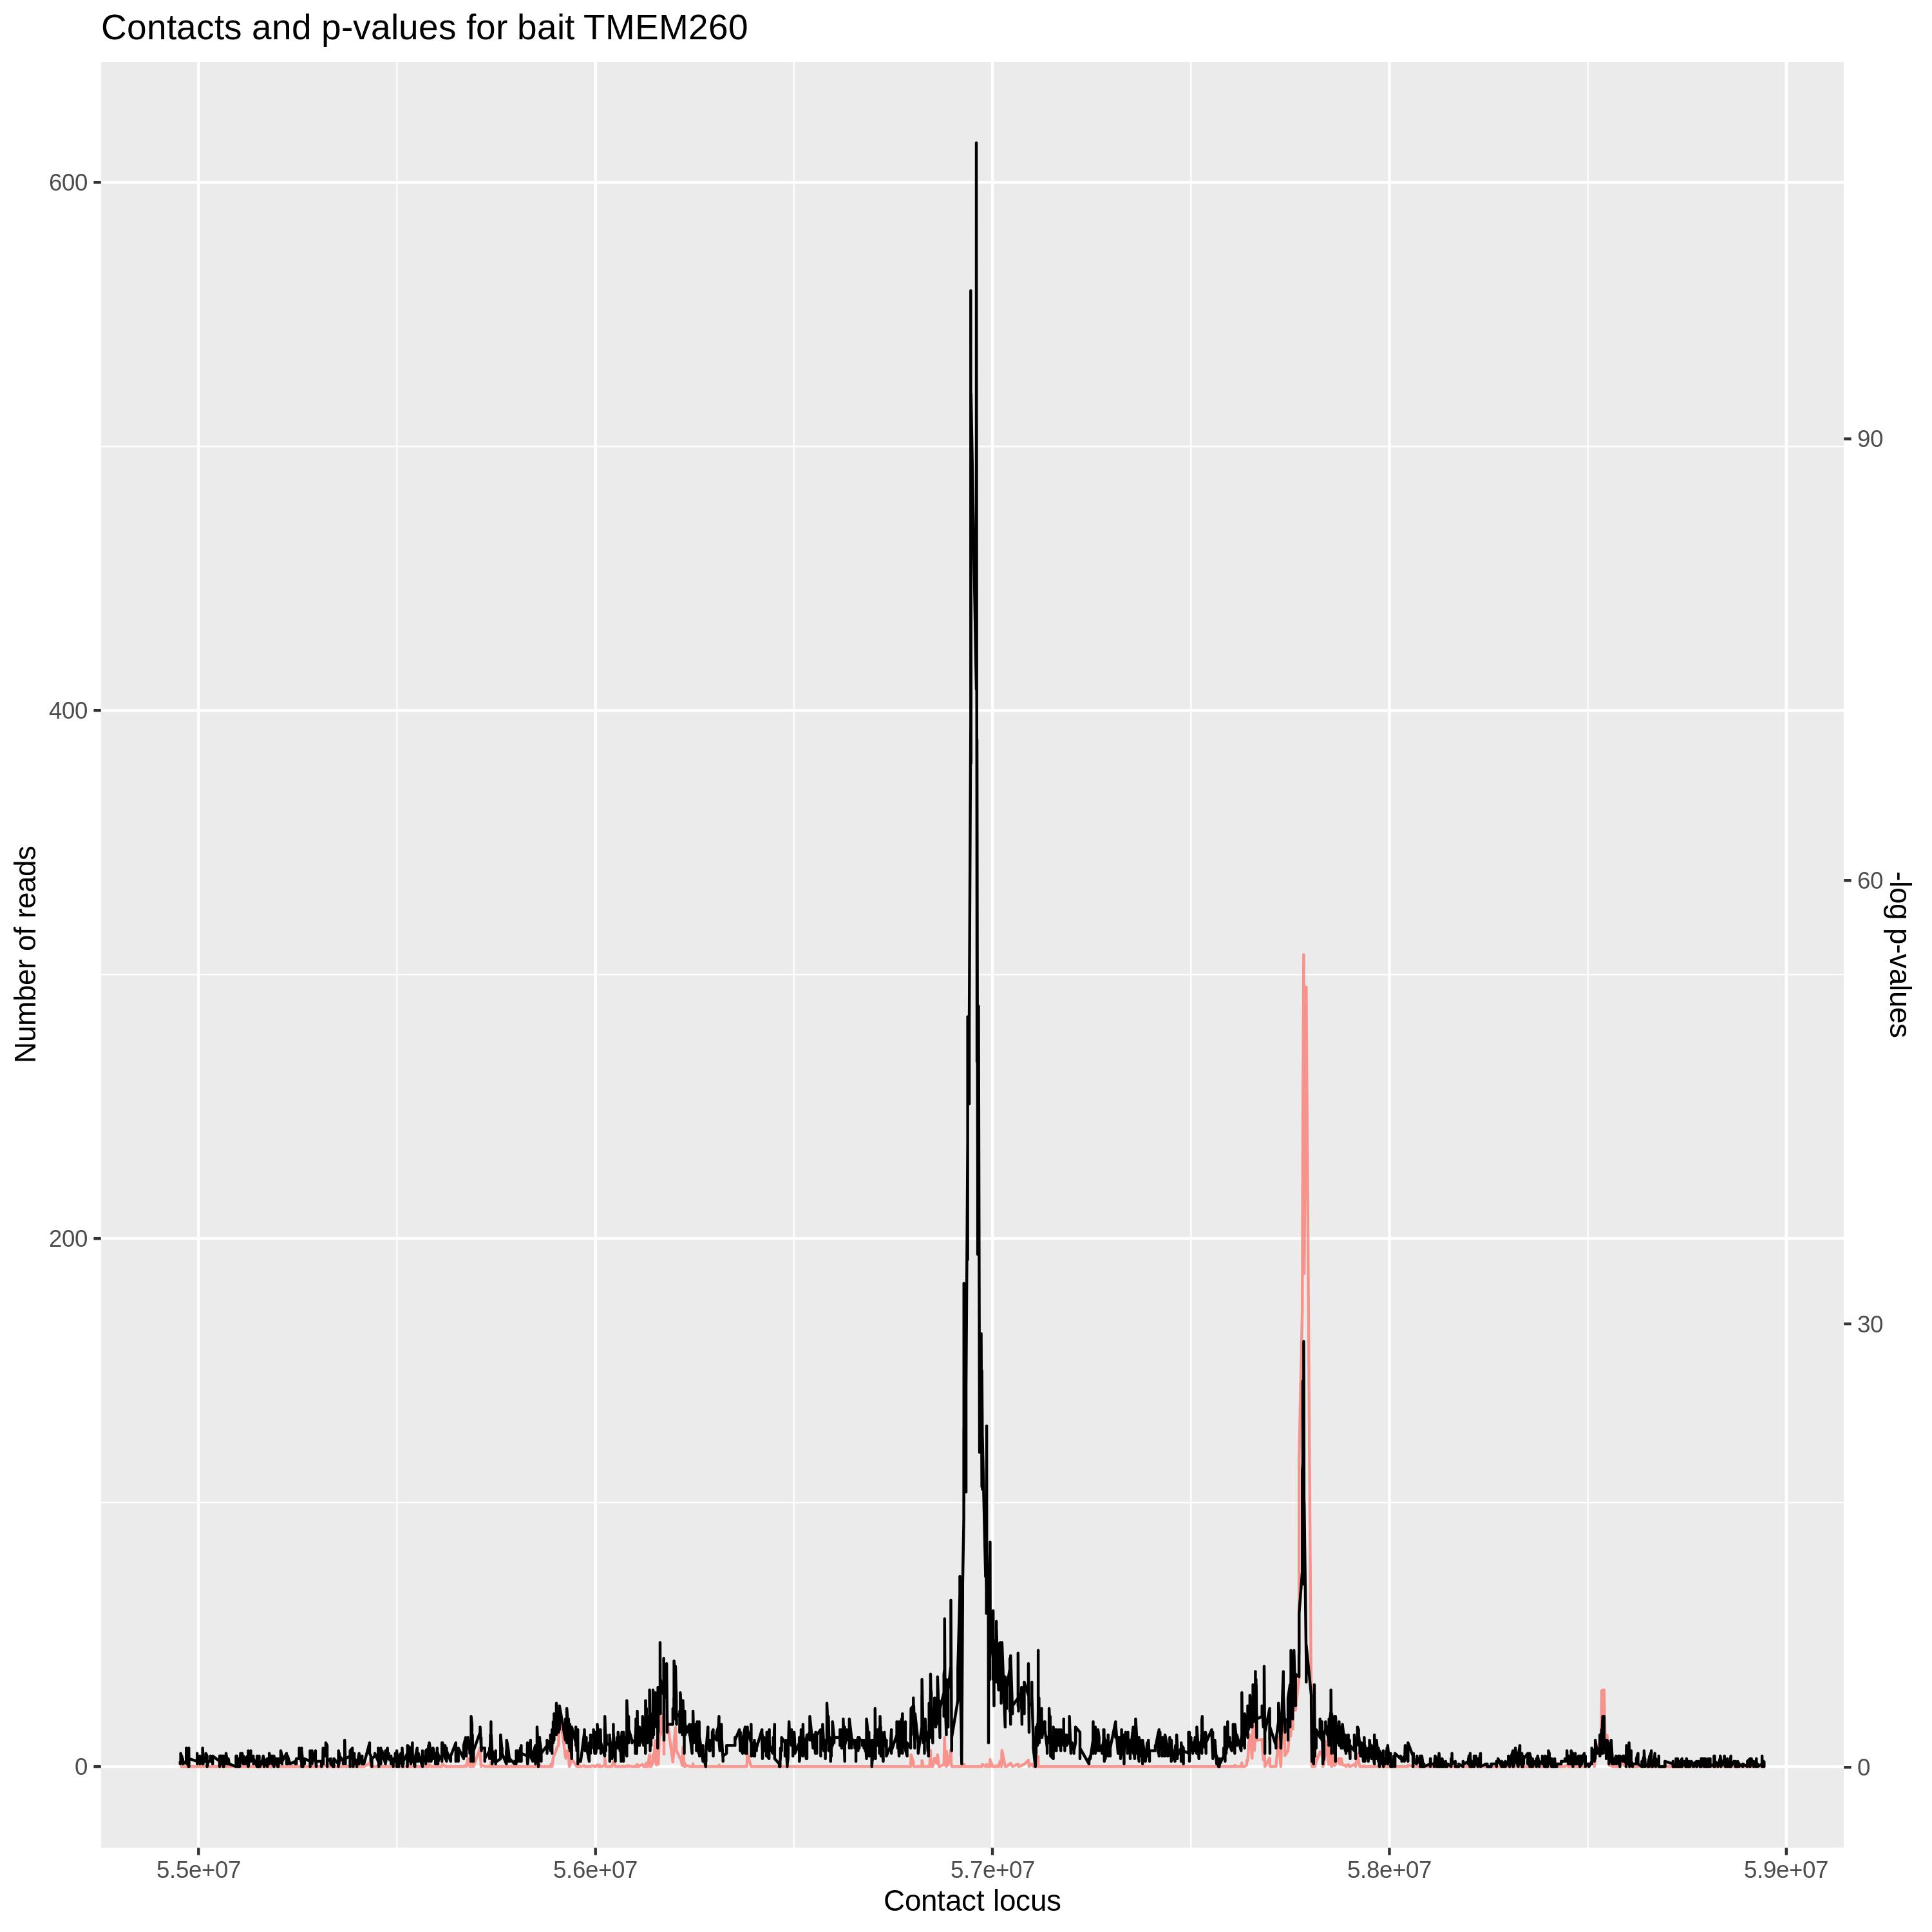 Contacts and p-values for bait TMEM260
600
400
200
0
Number of reads
90
60
30
0
-log p-values
5.5e+07
5.6e+07
5.7e+07
5.8e+07
5.9e+07
Contact locus